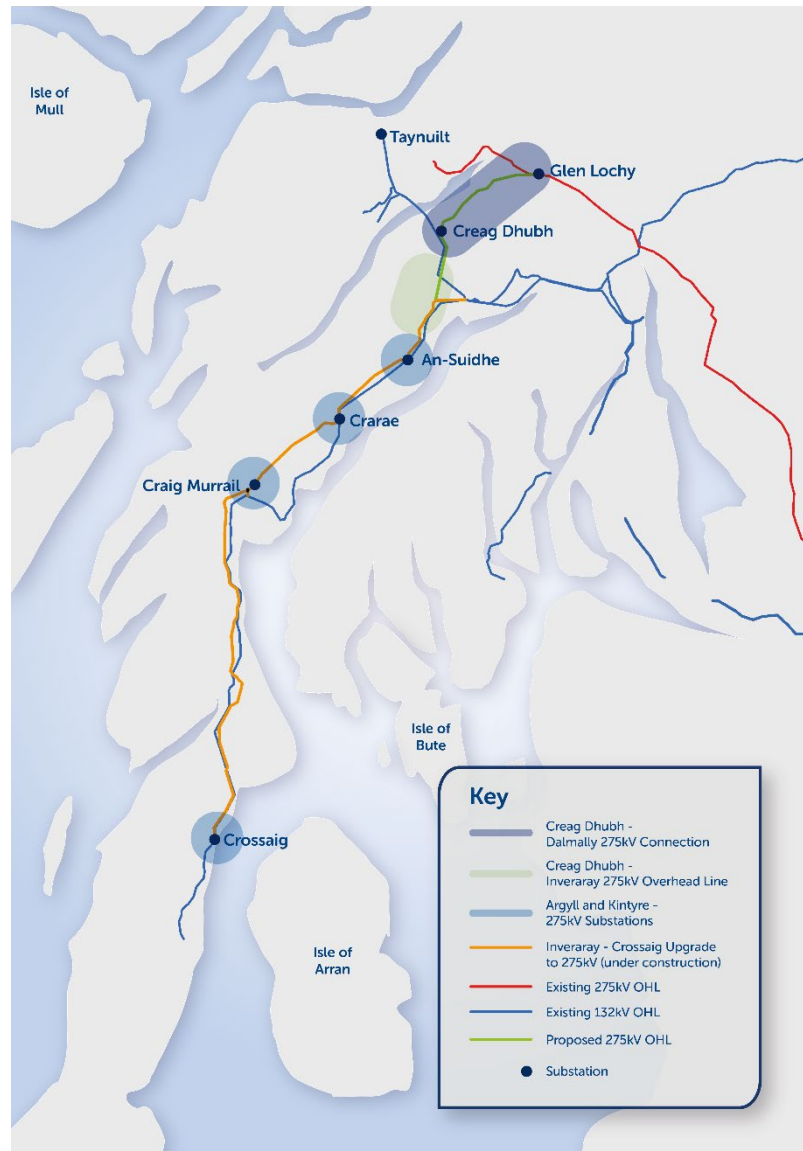 Isle of
Mull
Taynuilt
Glen Lochy
Creag Dhubh
An-Suidhe
Crarae
Craig Murrail
Isle of
Bute
Crossaig
Isle of
Arran
Key
Creag Dhubh -
Dalmally 275kV Connection
Creag Dhubh -
Inveraray 275kV Overhead Line
Argyll and Kintyre -
275kV Substations
Inveraray - Crossaig Upgrade
to 275kV (under construction)
Existing 275kV OHL
Existing 132kV OHL
Proposed 275kV OHL
Substation